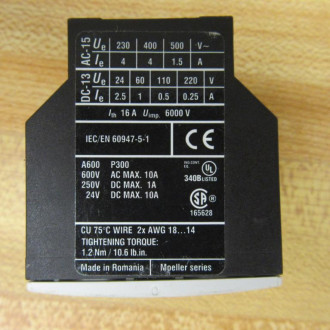 AC-15 Ue 230 400 500 V~
Ie 4 4 1.5 A
DC-13 Ue 24 60 110 220 V
Ie 2.5 1 0.5 0.25 A
Ith 16 A Uimp. 6000 V
IEC/EN 60947-5-1 CE
A600 P300
600V AC MAX. 10A
250V DC MAX. 1A
24V DC MAX. 10A
UL
340B LISTED
SA
165628
CU 75°C WIRE 2x AWG 18...14
TIGHTENING TORQUE:
1.2 Nm / 10.6 lb.in.
Made in Romania Moeller series